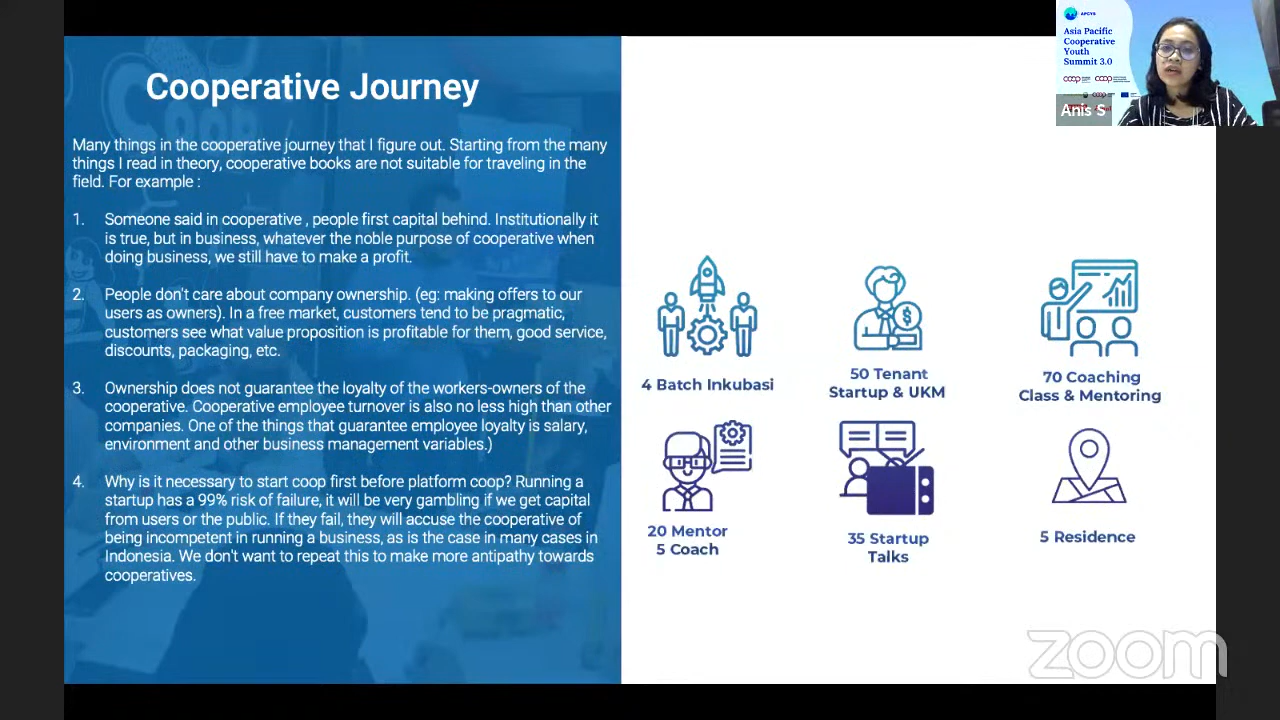 Cooperative Journey
Many things in the cooperative journey that I figure out. Starting from the many
things I read in theory, cooperative books are not suitable for traveling in the
field. For example :
1. Someone said in cooperative , people first capital behind. Institutionally it
is true, but in business, whatever the noble purpose of cooperative when
doing business, we still have to make a profit.
2. People don't care about company ownership. (eg: making offers to our
users as owners). In a free market, customers tend to be pragmatic,
customers see what value proposition is profitable for them, good service,
discounts, packaging, etc.
3. Ownership does not guarantee the loyalty of the workers-owners of the
cooperative. Cooperative employee turnover is also no less high than other
companies. One of the things that guarantee employee loyalty is salary,
environment and other business management variables.)
4. Why is it necessary to start coop first before platform coop? Running a
startup has a 99% risk of failure, it will be very gambling if we get capital
from users or the public. If they fail, they will accuse the cooperative of
being incompetent in running a business, as is the case in many cases in
Indonesia. We don't want to repeat this to make more antipathy towards
cooperatives.
4 Batch Inkubasi
50 Tenant
Startup & UKM
70 Coaching
Class & Mentoring
20 Mentor
5 Coach
35 Startup
Talks
5 Residence
APCYS
Asia Pacific
Cooperative
Youth
Summit 3.0
coop
coop
Anis S
zoom